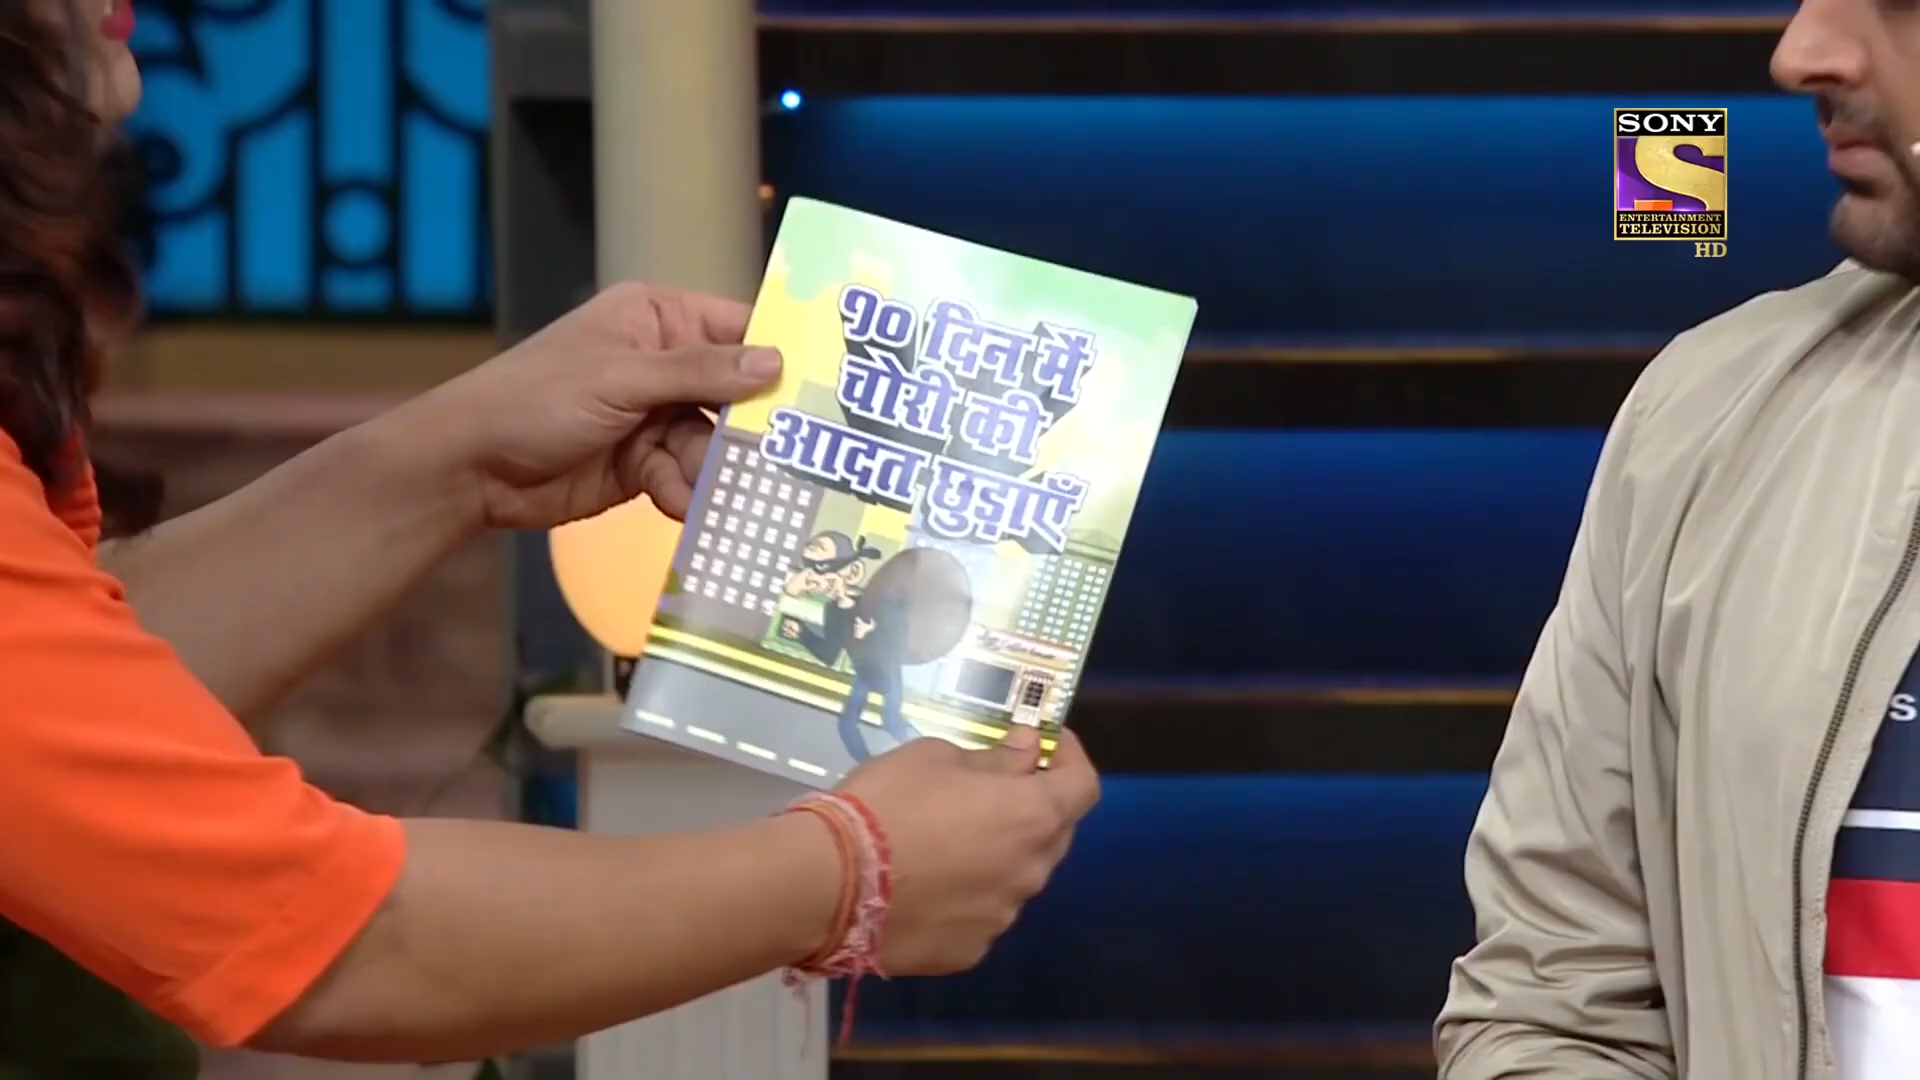 SONY
ENTERTAINMENT
TELEVISION
HD
१० दिन में
चोरी की
आदत छुड़ाएँ
S